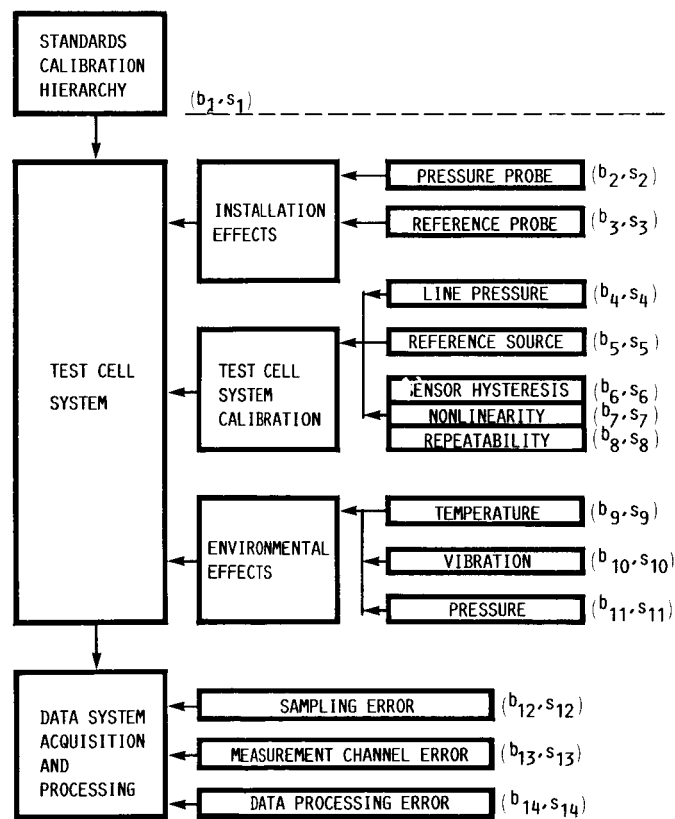 STANDARDS
CALIBRATION
HIERARCHY
(b1,s1)
TEST CELL
SYSTEM
INSTALLATION
EFFECTS
PRESSURE PROBE (b2,s2)
REFERENCE PROBE (b3,s3)
TEST CELL
SYSTEM
CALIBRATION
LINE PRESSURE (b4,s4)
REFERENCE SOURCE (b5,s5)
SENSOR HYSTERESIS (b6,s6)
NONLINEARITY (b7,s7)
REPEATABILITY (b8,s8)
ENVIRONMENTAL
EFFECTS
TEMPERATURE (b9,s9)
VIBRATION (b10,s10)
PRESSURE (b11,s11)
DATA SYSTEM
ACQUISITION
AND
PROCESSING
SAMPLING ERROR (b12,s12)
MEASUREMENT CHANNEL ERROR (b13,s13)
DATA PROCESSING ERROR (b14,s14)